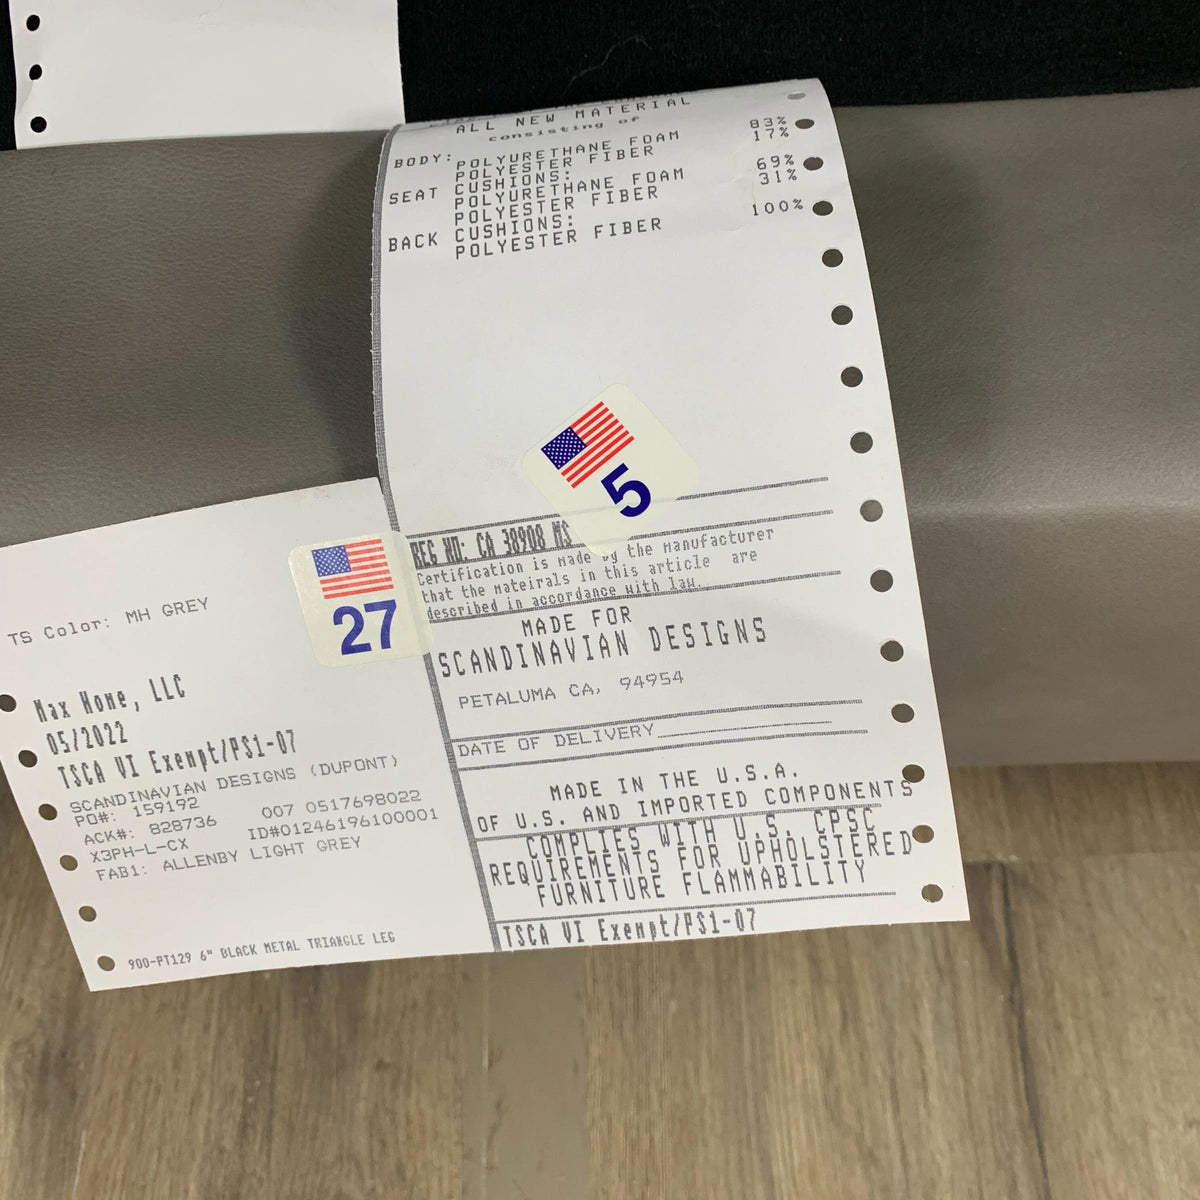 ALL NEW MATERIAL
consisting of
BODY: POLYURETHANE FOAM 83%
POLYESTER FIBER 17%
SEAT CUSHIONS:
POLYURETHANE FOAM 69%
POLYESTER FIBER 31%
BACK CUSHIONS:
POLYESTER FIBER 100%
5
REG NO: CA 38908 MS
Certification is made by the manufacturer
that the mateirals in this article are
described in accordance with law.
MADE FOR
SCANDINAVIAN DESIGNS
PETALUMA CA, 94954
DATE OF DELIVERY
MADE IN THE U.S.A.
OF U.S. AND IMPORTED COMPONENTS
COMPLIES WITH U.S. CPSC
REQUIREMENTS FOR UPHOLSTERED
FURNITURE FLAMMABILITY
TSCA VI Exempt/PS1-07
27
TS Color: MH GREY
Max Home, LLC
05/2022
TSCA VI Exempt/PS1-07
SCANDINAVIAN DESIGNS (DUPONT)
PO#: 159192 007 0517698022
ACK#: 828736 ID#01246196100001
X3PH-L-CX
FAB1: ALLENBY LIGHT GREY
900-PT129 6" BLACK METAL TRIANGLE LEG